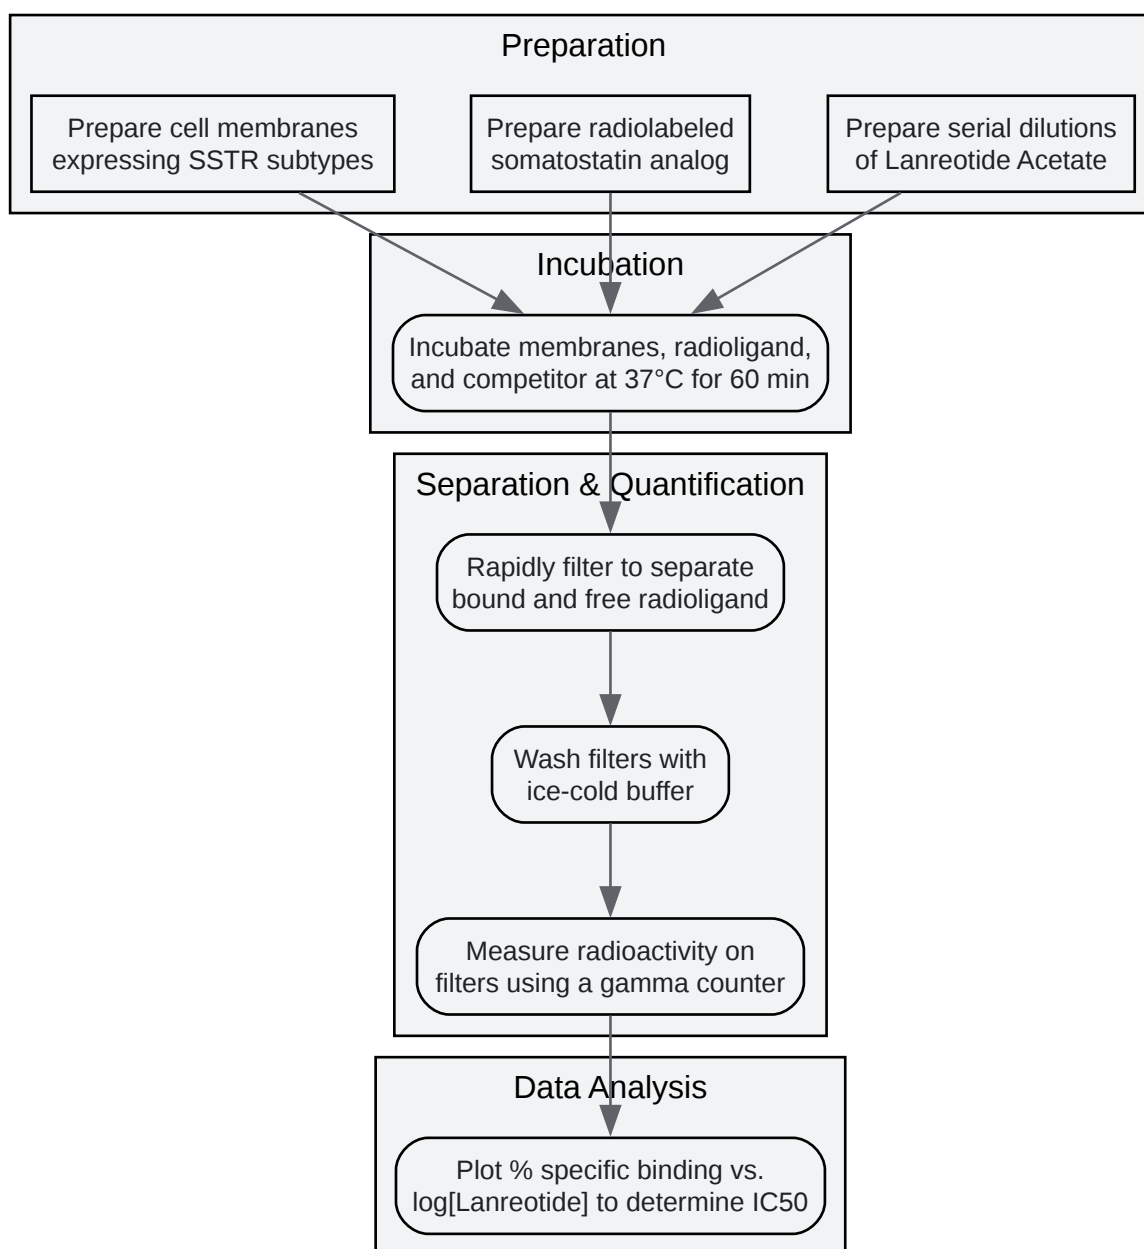 Preparation
Prepare cell membranes
expressing SSTR subtypes
Prepare radiolabeled
somatostatin analog
Prepare serial dilutions
of Lanreotide Acetate
Incubation
Incubate membranes, radioligand,
and competitor at 37°C for 60 min
Separation & Quantification
Rapidly filter to separate
bound and free radioligand
Wash filters with
ice-cold buffer
Measure radioactivity on
filters using a gamma counter
Data Analysis
Plot % specific binding vs.
log[Lanreotide] to determine IC50